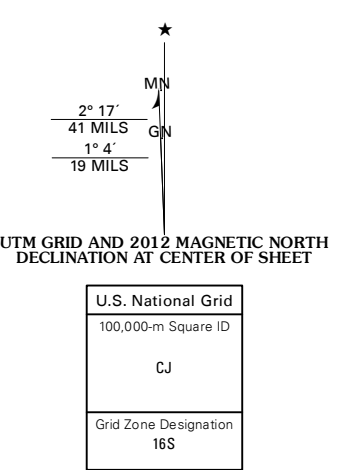 MN
2° 17´
41 MILS
GN
1° 4´
19 MILS
UTM GRID AND 2012 MAGNETIC NORTH
DECLINATION AT CENTER OF SHEET
U.S. National Grid
100,000-m Square ID
CJ
Grid Zone Designation
16S